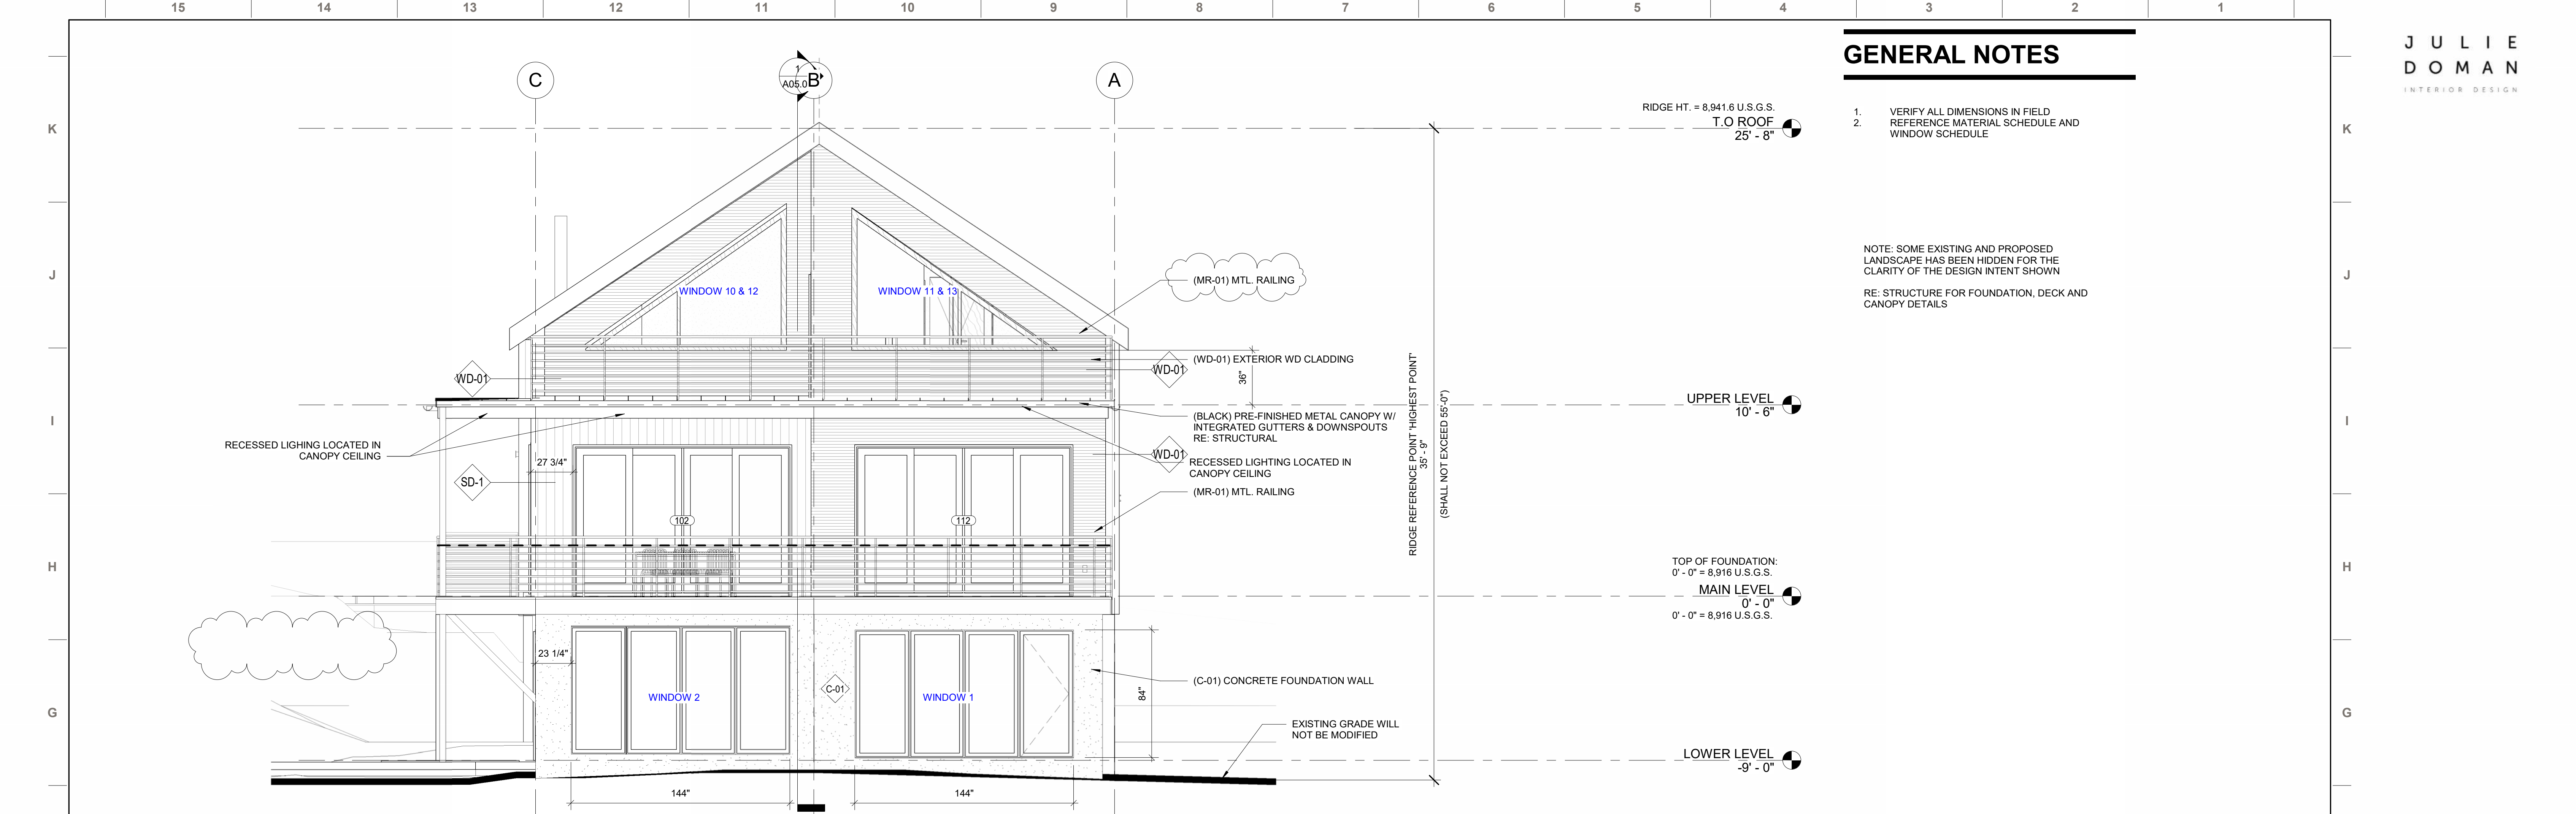 15 14 13 12 11 10 9 8 7 6 5 4 3 2 1
JULIE
DOMAN
INTERIOR DESIGN
GENERAL NOTES
1. VERIFY ALL DIMENSIONS IN FIELD
2. REFERENCE MATERIAL SCHEDULE AND
WINDOW SCHEDULE
NOTE: SOME EXISTING AND PROPOSED
LANDSCAPE HAS BEEN HIDDEN FOR THE
CLARITY OF THE DESIGN INTENT SHOWN
RE: STRUCTURE FOR FOUNDATION, DECK AND
CANOPY DETAILS
C
1
A05.0
B
A
K
K
RIDGE HT. = 8,941.6 U.S.G.S.
T.O ROOF
25' - 8"
J
J
WINDOW 10 & 12
WINDOW 11 & 13
(MR-01) MTL. RAILING
(WD-01) EXTERIOR WD CLADDING
WD-01
WD-01
36"
UPPER LEVEL
10' - 6"
I
I
(BLACK) PRE-FINISHED METAL CANOPY W/
INTEGRATED GUTTERS & DOWNSPOUTS
RE: STRUCTURAL
RECESSED LIGHING LOCATED IN
CANOPY CEILING
WD-01
RECESSED LIGHTING LOCATED IN
CANOPY CEILING
27 3/4"
SD-1
(MR-01) MTL. RAILING
RIDGE REFERENCE POINT 'HIGHEST POINT'
35' - 9"
(SHALL NOT EXCEED 55'-0")
102
112
H
H
TOP OF FOUNDATION:
0' - 0" = 8,916 U.S.G.S.
MAIN LEVEL
0' - 0"
0' - 0" = 8,916 U.S.G.S.
23 1/4"
WINDOW 2
C-01
WINDOW 1
84"
(C-01) CONCRETE FOUNDATION WALL
G
G
EXISTING GRADE WILL
NOT BE MODIFIED
LOWER LEVEL
-9' - 0"
144"
144"